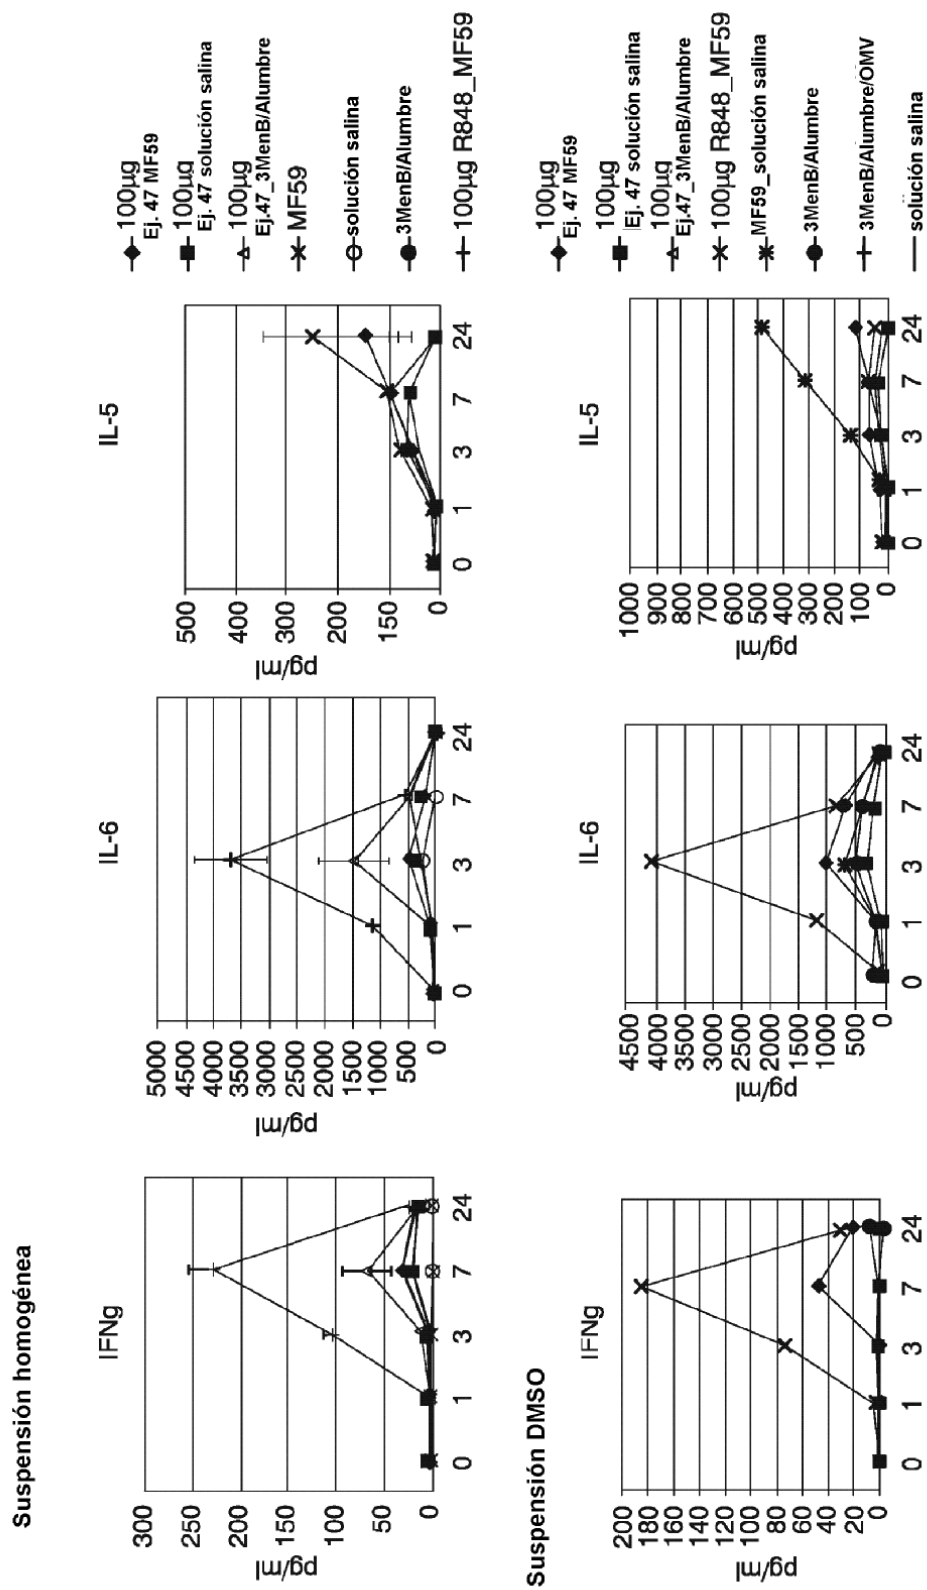 Suspensión homogénea
IFNg
300
250
200
150
100
50
0
pg/ml
0 1 3 7 24
IL-6
5000
4500
4000
3500
3000
2500
2000
1500
1000
500
0
pg/ml
0 1 3 7 24
IL-5
500
400
300
200
150
0
pg/ml
0 1 3 7 24
100µg
Ej. 47 MF59
100µg
Ej. 47 solución salina
100µg
Ej.47_3MenB/Alumbre
MF59
solución salina
3MenB/Alumbre
100µg R848_MF59
Suspensión DMSO
IFNg
200
180
160
140
120
100
80
60
40
20
0
pg/ml
0 1 3 7 24
IL-6
4500
4000
3500
3000
2500
2000
1500
1000
500
0
pg/ml
0 1 3 7 24
IL-5
1000
900
800
700
600
500
400
300
200
100
0
pg/ml
0 1 3 7 24
100µg
Ej. 47 MF59
100µg
Ej. 47 solución salina
100µg
Ej.47_3MenB/Alumbre
100µg R848_MF59
MF59_solución salina
3MenB/Alumbre
3MenB/Alumbre/OMV
solución salina